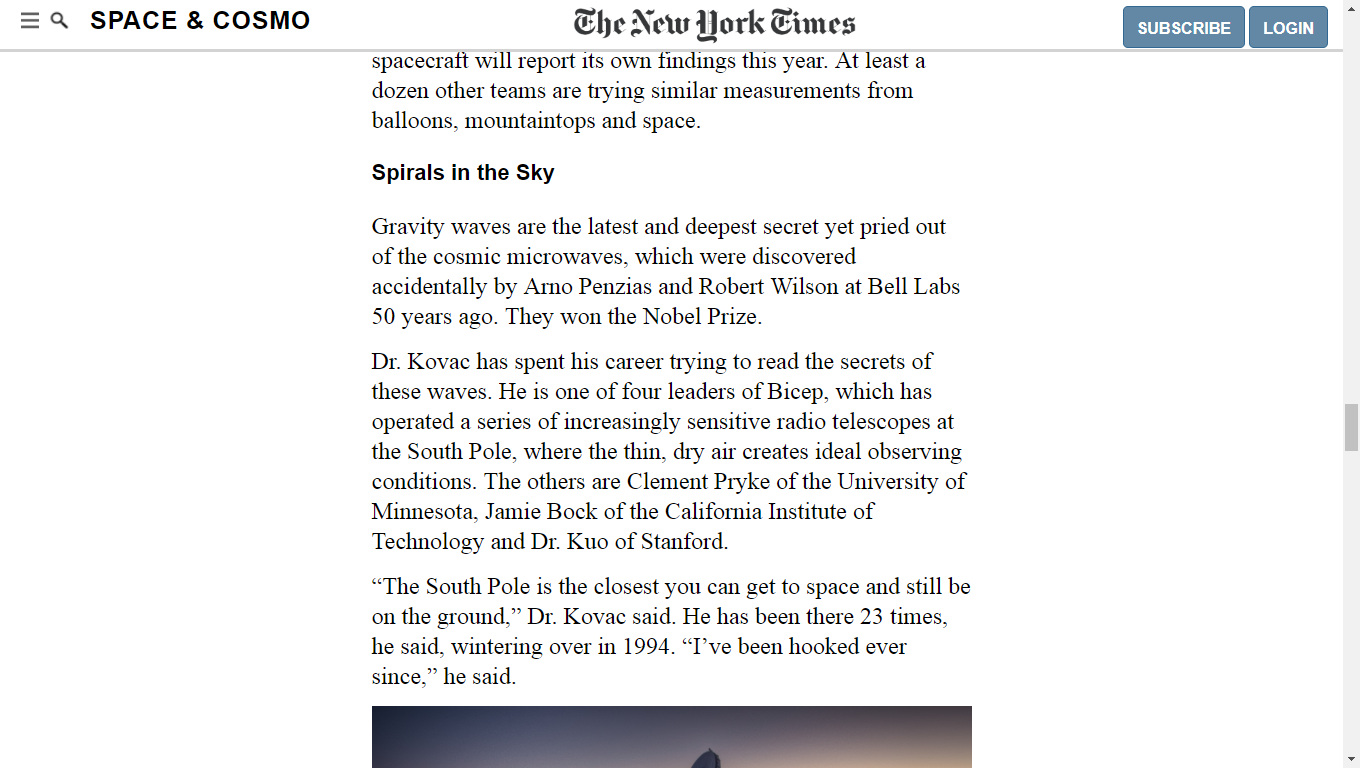 SPACE & COSMO
The New York Times
SUBSCRIBE
LOGIN
spacecraft will report its own findings this year. At least a
dozen other teams are trying similar measurements from
balloons, mountaintops and space.
Spirals in the Sky
Gravity waves are the latest and deepest secret yet pried out
of the cosmic microwaves, which were discovered
accidentally by Arno Penzias and Robert Wilson at Bell Labs
50 years ago. They won the Nobel Prize.
Dr. Kovac has spent his career trying to read the secrets of
these waves. He is one of four leaders of Bicep, which has
operated a series of increasingly sensitive radio telescopes at
the South Pole, where the thin, dry air creates ideal observing
conditions. The others are Clement Pryke of the University of
Minnesota, Jamie Bock of the California Institute of
Technology and Dr. Kuo of Stanford.
“The South Pole is the closest you can get to space and still be
on the ground,” Dr. Kovac said. He has been there 23 times,
he said, wintering over in 1994. “I’ve been hooked ever
since,” he said.